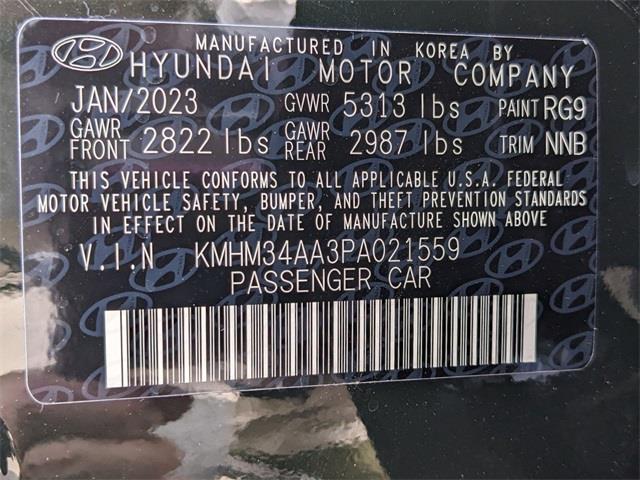 MANUFACTURED IN KOREA BY
HYUNDAI MOTOR COMPANY
JAN/2023 GVWR 5313 lbs PAINT RG9
GAWR FRONT 2822 lbs GAWR REAR 2987 lbs TRIM NNB
THIS VEHICLE CONFORMS TO ALL APPLICABLE U.S.A. FEDERAL
MOTOR VEHICLE SAFETY, BUMPER, AND THEFT PREVENTION STANDARDS
IN EFFECT ON THE DATE OF MANUFACTURE SHOWN ABOVE
V.I.N KMHM34AA3PA021559
PASSENGER CAR